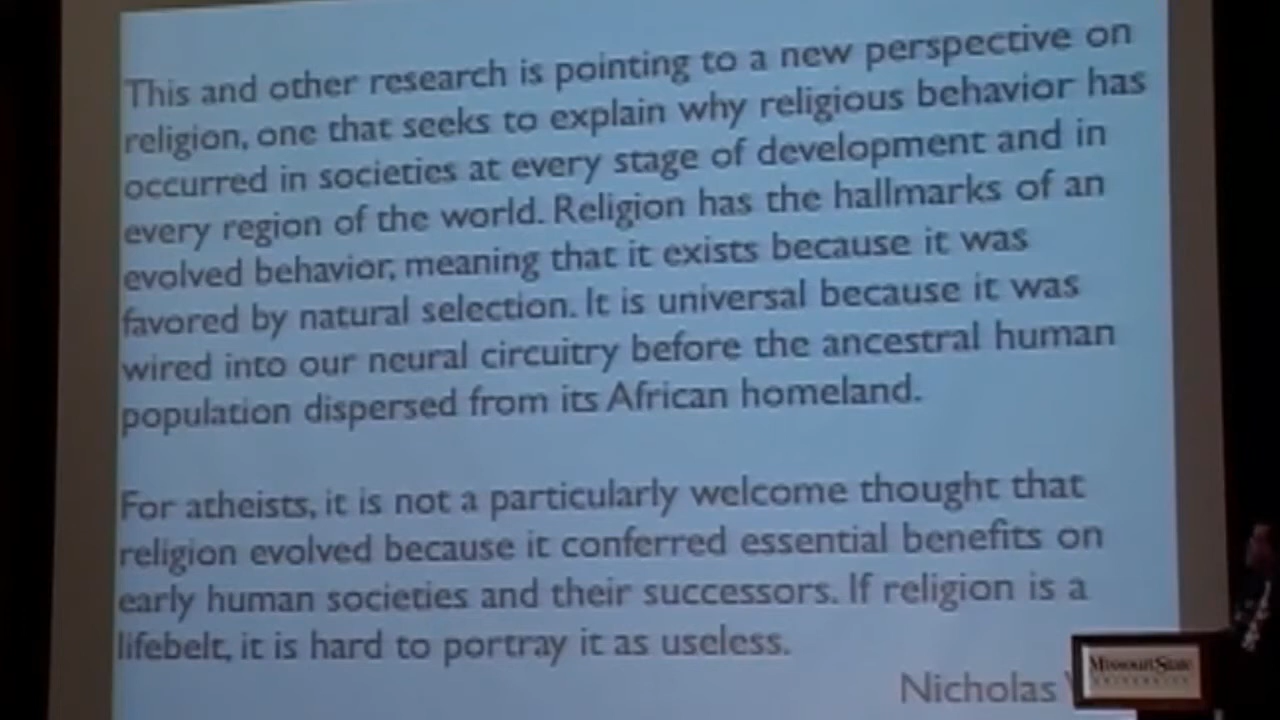 This and other research is pointing to a new perspective on
religion, one that seeks to explain why religious behavior has
occurred in societies at every stage of development and in
every region of the world. Religion has the hallmarks of an
evolved behavior, meaning that it exists because it was
favored by natural selection. It is universal because it was
wired into our neural circuitry before the ancestral human
population dispersed from its African homeland.
For atheists, it is not a particularly welcome thought that
religion evolved because it conferred essential benefits on
early human societies and their successors. If religion is a
lifebelt, it is hard to portray it as useless.
Nicholas
Missouri State
UNIVERSITY